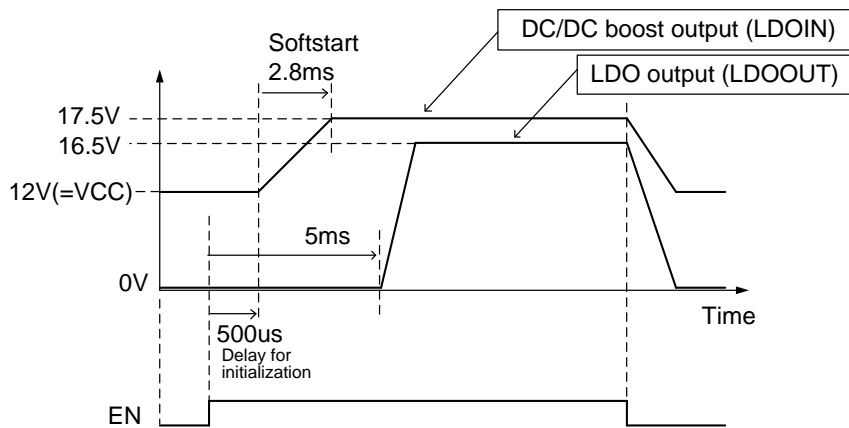 DC/DC boost output (LDOIN)
Softstart
2.8ms
LDO output (LDOOUT)
17.5V
16.5V
12V(=VCC)
5ms
0V
Time
500us
Delay for
initialization
EN